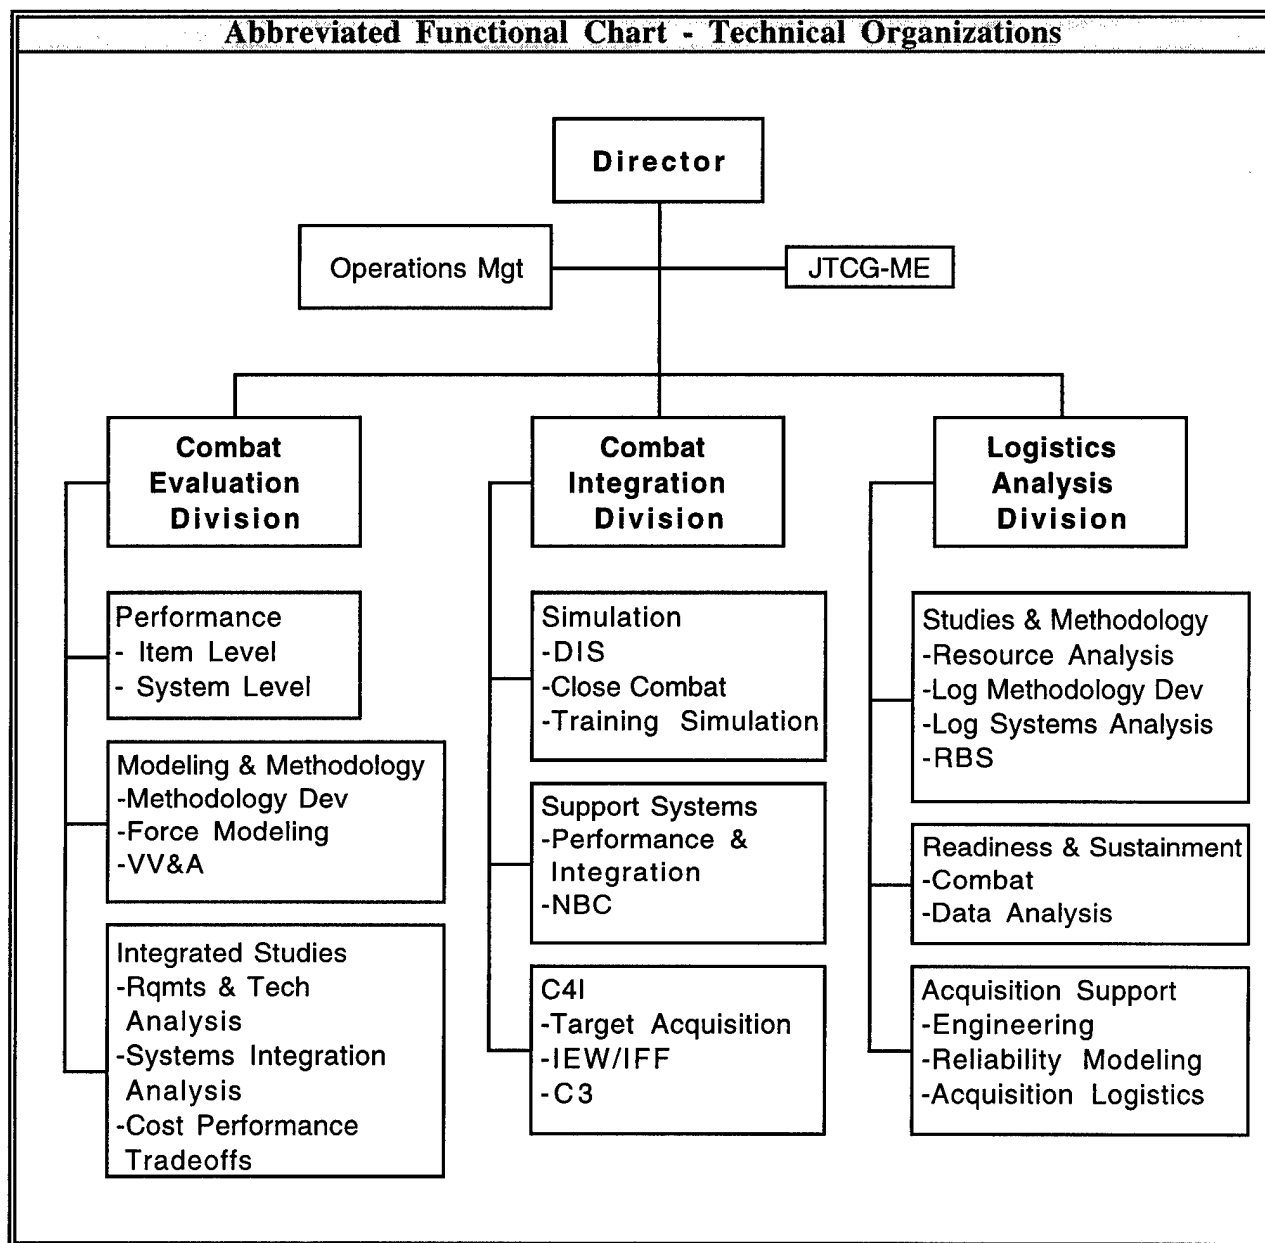 Abbreviated Functional Chart - Technical Organizations
Director
Operations Mgt
JTCG-ME
Combat
Evaluation
Division
Performance
- Item Level
- System Level
Modeling & Methodology
-Methodology Dev
-Force Modeling
-VV&A
Integrated Studies
-Rqmts & Tech
Analysis
-Systems Integration
Analysis
-Cost Performance
Tradeoffs
Combat
Integration
Division
Simulation
-DIS
-Close Combat
-Training Simulation
Support Systems
-Performance &
Integration
-NBC
C4I
-Target Acquisition
-IEW/IFF
-C3
Logistics
Analysis
Division
Studies & Methodology
-Resource Analysis
-Log Methodology Dev
-Log Systems Analysis
-RBS
Readiness & Sustainment
-Combat
-Data Analysis
Acquisition Support
-Engineering
-Reliability Modeling
-Acquisition Logistics